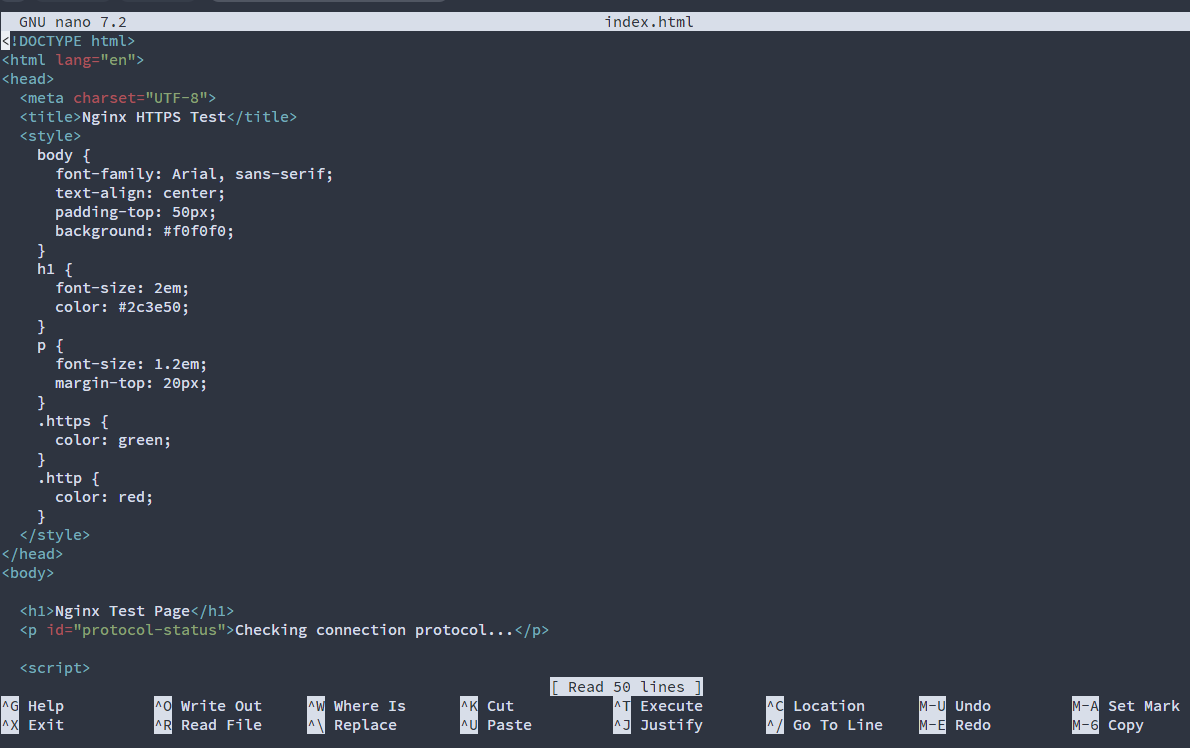 GNU nano 7.2 index.html
<!DOCTYPE html>
<html lang="en">
<head>
  <meta charset="UTF-8">
  <title>Nginx HTTPS Test</title>
  <style>
    body {
      font-family: Arial, sans-serif;
      text-align: center;
      padding-top: 50px;
      background: #f0f0f0;
    }
    h1 {
      font-size: 2em;
      color: #2c3e50;
    }
    p {
      font-size: 1.2em;
      margin-top: 20px;
    }
    .https {
      color: green;
    }
    .http {
      color: red;
    }
  </style>
</head>
<body>

  <h1>Nginx Test Page</h1>
  <p id="protocol-status">Checking connection protocol...</p>

  <script>
[ Read 50 lines ]
^G Help ^O Write Out ^W Where Is ^K Cut ^T Execute ^C Location M-U Undo M-A Set Mark
^X Exit ^R Read File ^\ Replace ^U Paste ^J Justify ^/ Go To Line M-E Redo M-6 Copy